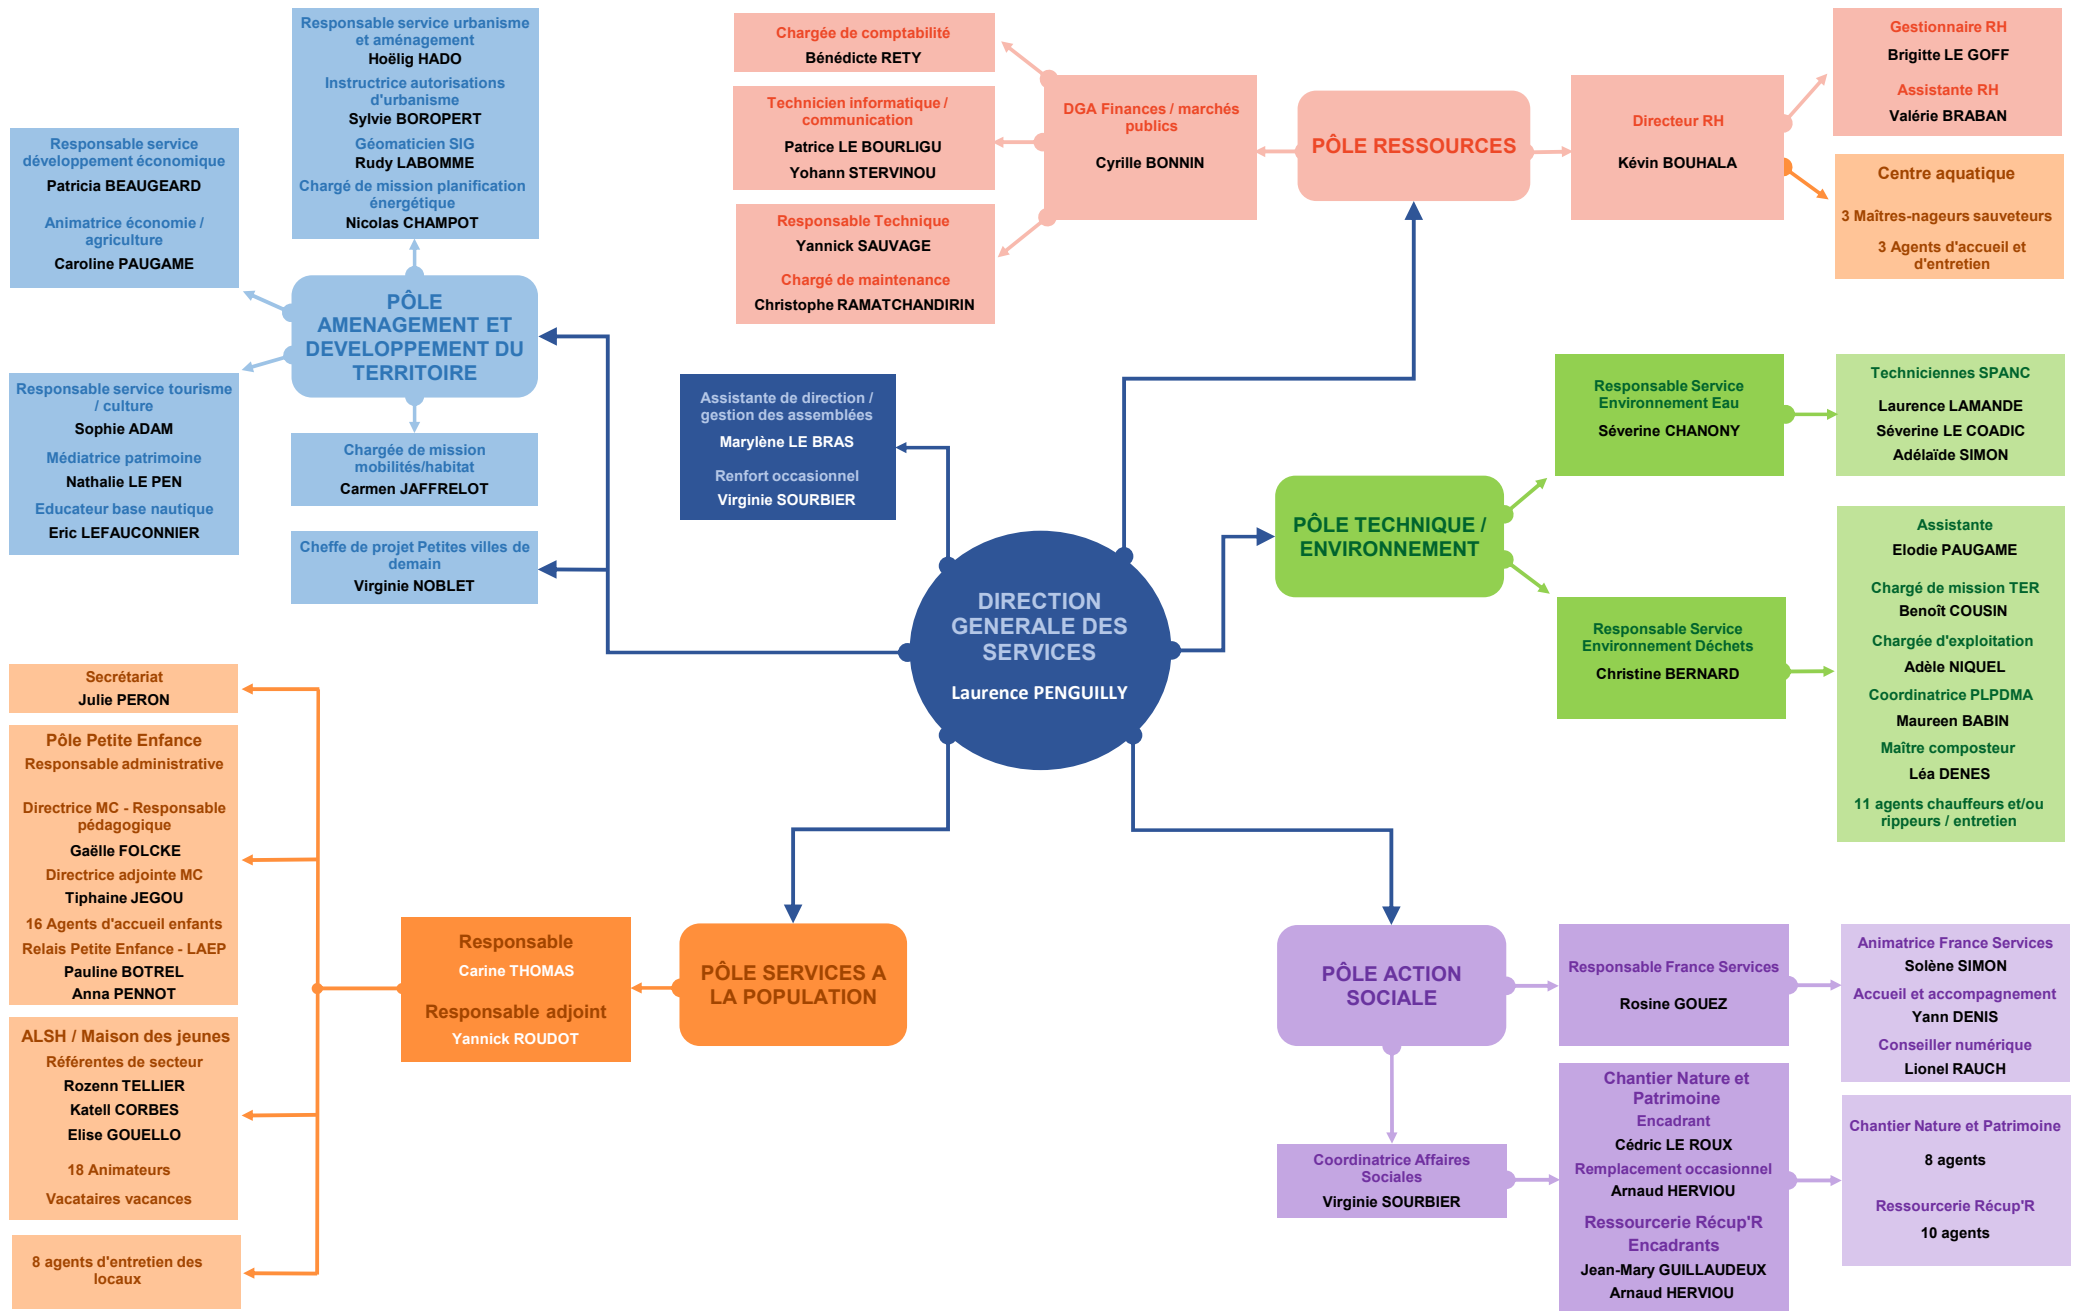 Responsable service urbanisme
et aménagement
Hoëlig HADO
Instructrice autorisations
d'urbanisme
Sylvie BOROPERT
Géomaticien SIG
Rudy LABOMME
Chargé de mission planification
énergétique
Nicolas CHAMPOT
Responsable service
développement économique
Patricia BEAUGEARD
Animatrice économie /
agriculture
Caroline PAUGAME
PÔLE
AMENAGEMENT ET
DEVELOPPEMENT DU
TERRITOIRE
Responsable service tourisme
/ culture
Sophie ADAM
Médiatrice patrimoine
Nathalie LE PEN
Educateur base nautique
Eric LEFAUCONNIER
Chargée de mission
mobilités/habitat
Carmen JAFFRELOT
Cheffe de projet Petites villes de
demain
Virginie NOBLET
Chargée de comptabilité
Bénédicte RETY
Technicien informatique /
communication
Patrice LE BOURLIGU
Yohann STERVINOU
Responsable Technique
Yannick SAUVAGE
Chargé de maintenance
Christophe RAMATCHANDIRIN
DGA Finances / marchés
publics
Cyrille BONNIN
PÔLE RESSOURCES
Directeur RH
Kévin BOUHALA
Gestionnaire RH
Brigitte LE GOFF
Assistante RH
Valérie BRABAN
Centre aquatique
3 Maîtres-nageurs sauveteurs
3 Agents d'accueil et
d'entretien
Assistante de direction /
gestion des assemblées
Marylène LE BRAS
Renfort occasionnel
Virginie SOURBIER
DIRECTION
GENERALE DES
SERVICES
Laurence PENGUILLY
PÔLE TECHNIQUE /
ENVIRONNEMENT
Responsable Service
Environnement Eau
Séverine CHANONY
Techniciennes SPANC
Laurence LAMANDE
Séverine LE COADIC
Adélaïde SIMON
Responsable Service
Environnement Déchets
Christine BERNARD
Assistante
Elodie PAUGAME
Chargé de mission TER
Benoît COUSIN
Chargée d'exploitation
Adèle NIQUEL
Coordinatrice PLPDMA
Maureen BABIN
Maître composteur
Léa DENES
11 agents chauffeurs et/ou
rippeurs / entretien
Secrétariat
Julie PERON
Pôle Petite Enfance
Responsable administrative
Directrice MC - Responsable
pédagogique
Gaëlle FOLCKE
Directrice adjointe MC
Tiphaine JEGOU
16 Agents d'accueil enfants
Relais Petite Enfance - LAEP
Pauline BOTREL
Anna PENNOT
ALSH / Maison des jeunes
Référentes de secteur
Rozenn TELLIER
Katell CORBES
Elise GOUELLO
18 Animateurs
Vacataires vacances
8 agents d'entretien des
locaux
Responsable
Carine THOMAS
Responsable adjoint
Yannick ROUDOT
PÔLE SERVICES A
LA POPULATION
PÔLE ACTION
SOCIALE
Responsable France Services
Rosine GOUEZ
Animatrice France Services
Solène SIMON
Accueil et accompagnement
Yann DENIS
Conseiller numérique
Lionel RAUCH
Coordinatrice Affaires
Sociales
Virginie SOURBIER
Chantier Nature et
Patrimoine
Encadrant
Cédric LE ROUX
Remplacement occasionnel
Arnaud HERVIOU
Ressourcerie Récup'R
Encadrants
Jean-Mary GUILLAUDEUX
Arnaud HERVIOU
Chantier Nature et Patrimoine
8 agents
Ressourcerie Récup'R
10 agents